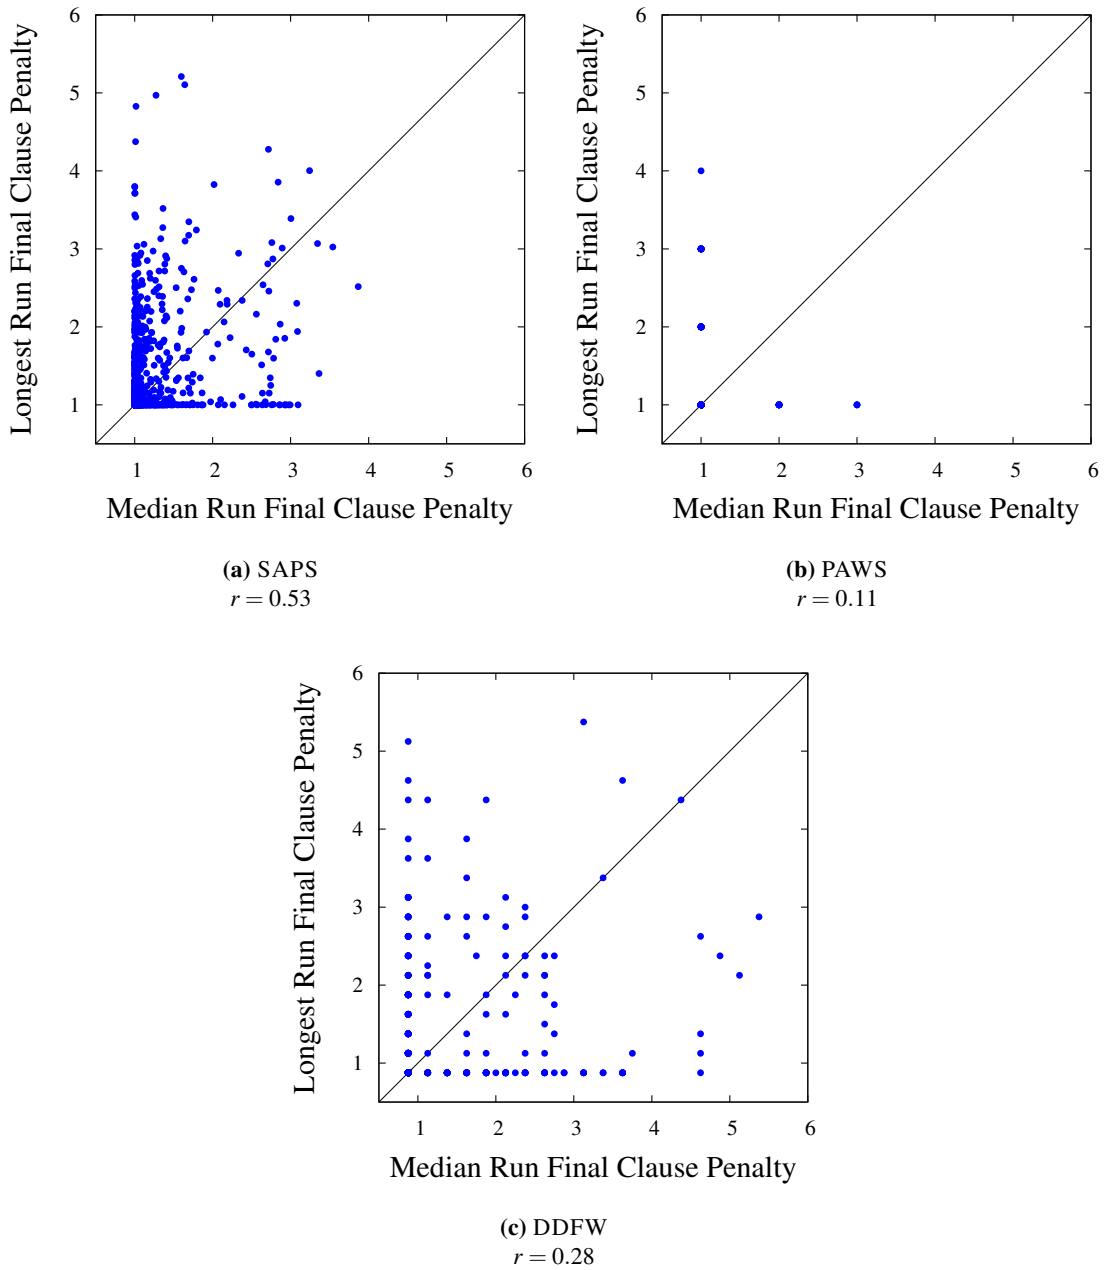 6
5
4
3
2
1
Longest Run Final Clause Penalty
1 2 3 4 5 6
Median Run Final Clause Penalty
(a) SAPS
r = 0.53
6
5
4
3
2
1
Longest Run Final Clause Penalty
1 2 3 4 5 6
Median Run Final Clause Penalty
(b) PAWS
r = 0.11
6
5
4
3
2
1
Longest Run Final Clause Penalty
1 2 3 4 5 6
Median Run Final Clause Penalty
(c) DDFW
r = 0.28